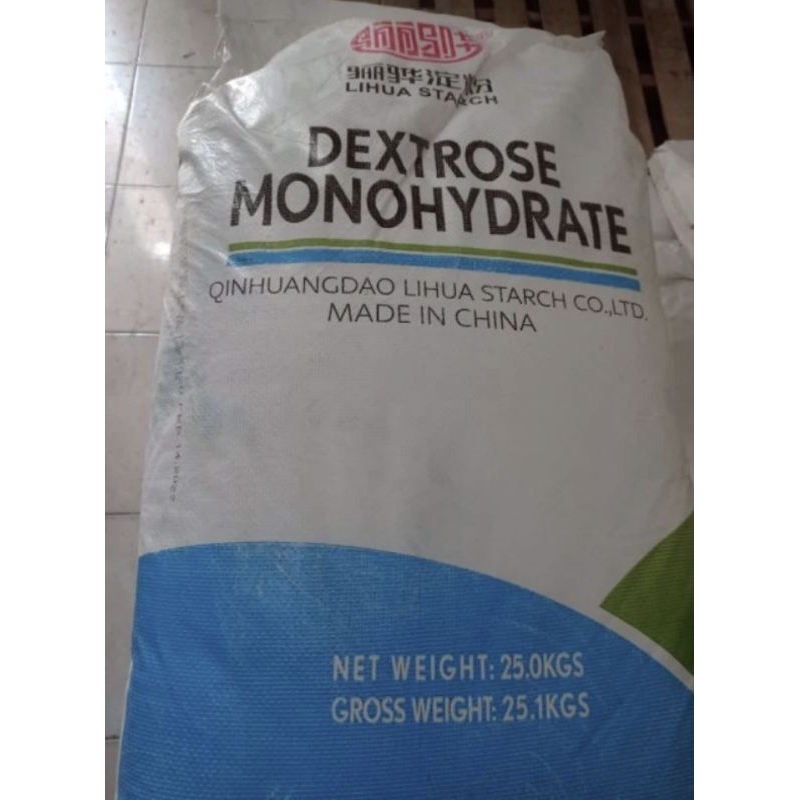 骊骅淀粉
LIHUA STARCH
DEXTROSE
MONOHYDRATE
QINHUANGDAO LIHUA STARCH CO.,LTD.
MADE IN CHINA
NET WEIGHT: 25.0KGS
GROSS WEIGHT: 25.1KGS